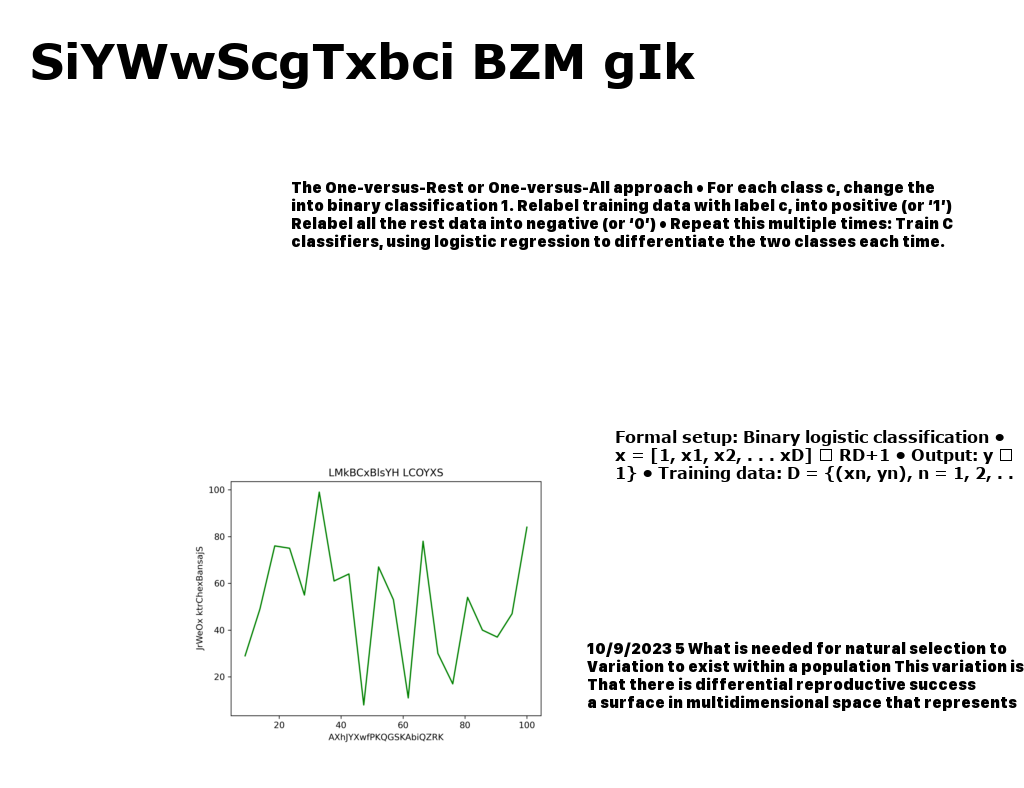 SiYWwScgTxbci BZM gIk
The One-versus-Rest or One-versus-All approach • For each class c, change the
into binary classification 1. Relabel training data with label c, into positive (or ‘1’)
Relabel all the rest data into negative (or ‘0’) • Repeat this multiple times: Train C
classifiers, using logistic regression to differentiate the two classes each time.
Formal setup: Binary logistic classification •
x = [1, x1, x2, . . . xD] □ RD+1 • Output: y □
1} • Training data: D = {(xn, yn), n = 1, 2, . .
LMkBCxBlsYH LCOYXS
100
80
60
40
20
JrWeOx ktrChexBansajS
20 40 60 80 100
AXhJYXwfPKQGSKAbiQZRK
10/9/2023 5 What is needed for natural selection to
Variation to exist within a population This variation is
That there is differential reproductive success
a surface in multidimensional space that represents